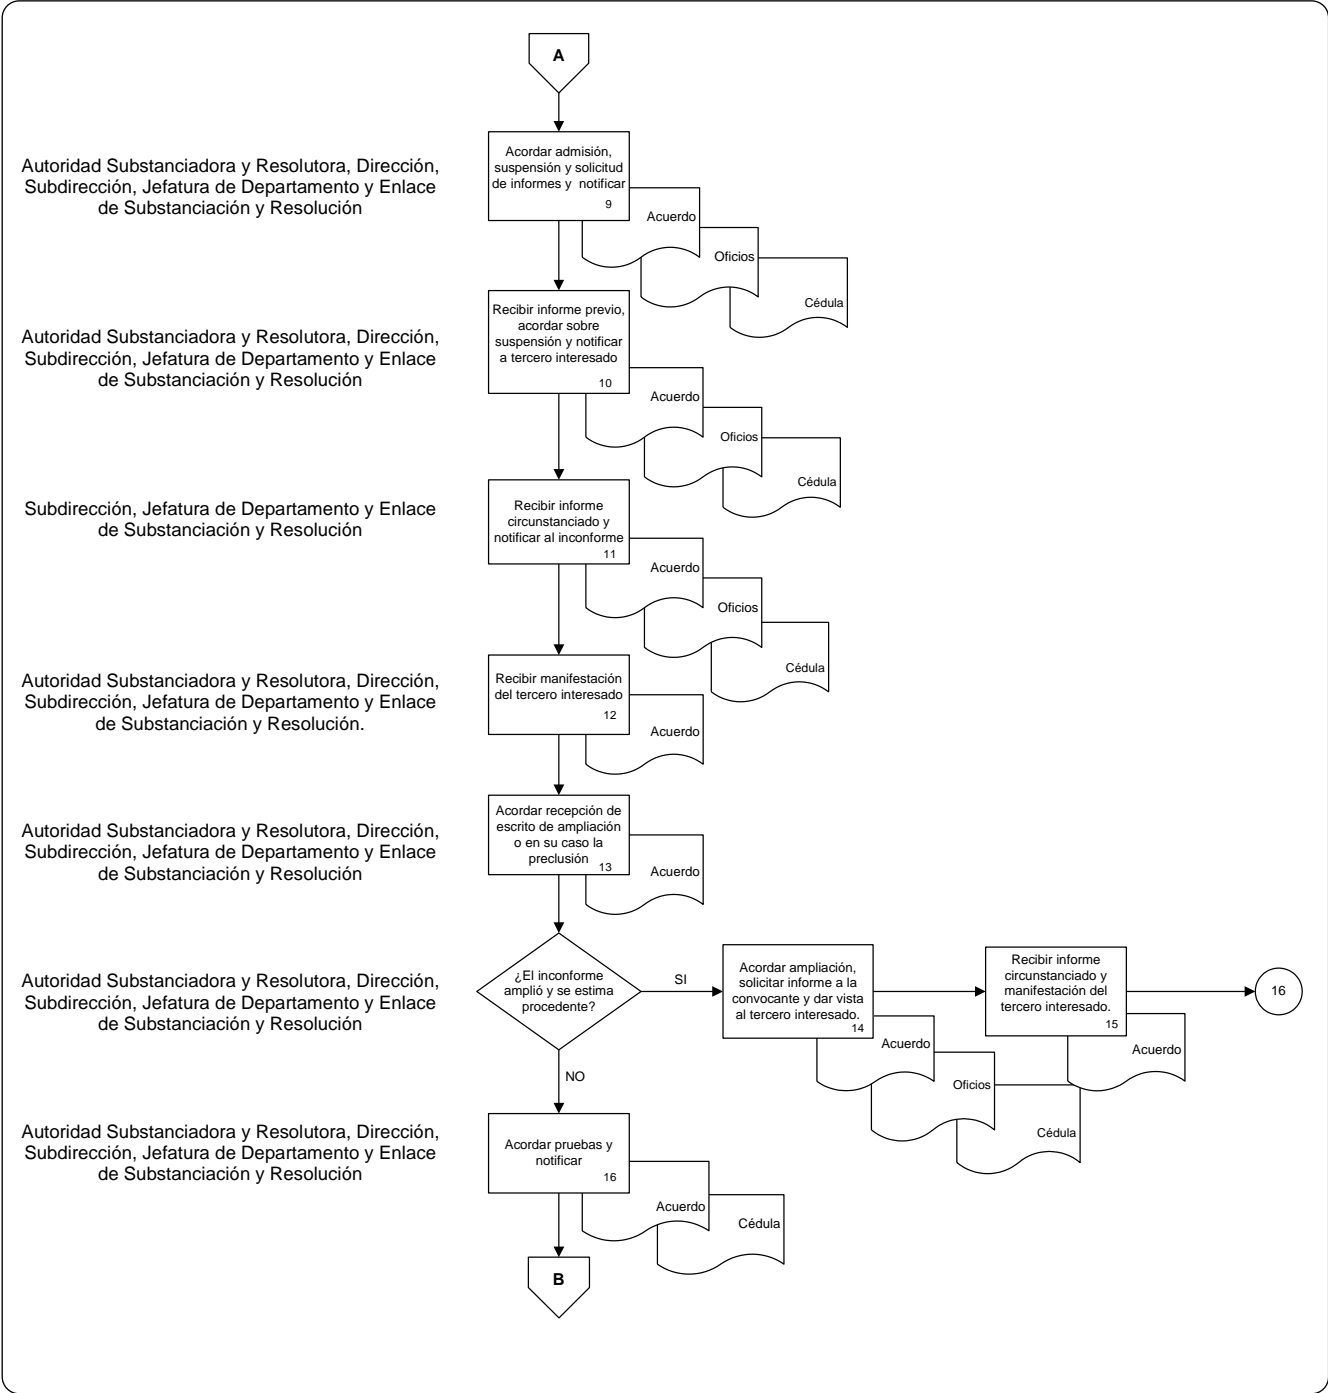 A
Autoridad Substanciadora y Resolutora, Dirección,
Subdirección, Jefatura de Departamento y Enlace
de Substanciación y Resolución
Acordar admisión,
suspensión y solicitud
de informes y notificar
9
Acuerdo
Oficios
Cédula
Autoridad Substanciadora y Resolutora, Dirección,
Subdirección, Jefatura de Departamento y Enlace
de Substanciación y Resolución
Recibir informe previo,
acordar sobre
suspensión y notificar
a tercero interesado
10
Acuerdo
Oficios
Cédula
Subdirección, Jefatura de Departamento y Enlace
de Substanciación y Resolución
Recibir informe
circunstanciado y
notificar al inconforme
11
Acuerdo
Oficios
Cédula
Autoridad Substanciadora y Resolutora, Dirección,
Subdirección, Jefatura de Departamento y Enlace
de Substanciación y Resolución.
Recibir manifestación
del tercero interesado
12
Acuerdo
Autoridad Substanciadora y Resolutora, Dirección,
Subdirección, Jefatura de Departamento y Enlace
de Substanciación y Resolución
Acordar recepción de
escrito de ampliación
o en su caso la
preclusión
13
Acuerdo
Autoridad Substanciadora y Resolutora, Dirección,
Subdirección, Jefatura de Departamento y Enlace
de Substanciación y Resolución
¿El inconforme
amplió y se estima
procedente?
SI
Acordar ampliación,
solicitar informe a la
convocante y dar vista
al tercero interesado.
14
Acuerdo
Oficios
Cédula
Recibir informe
circunstanciado y
manifestación del
tercero interesado.
15
Acuerdo
16
NO
Autoridad Substanciadora y Resolutora, Dirección,
Subdirección, Jefatura de Departamento y Enlace
de Substanciación y Resolución
Acordar pruebas y
notificar
16
Acuerdo
Cédula
B